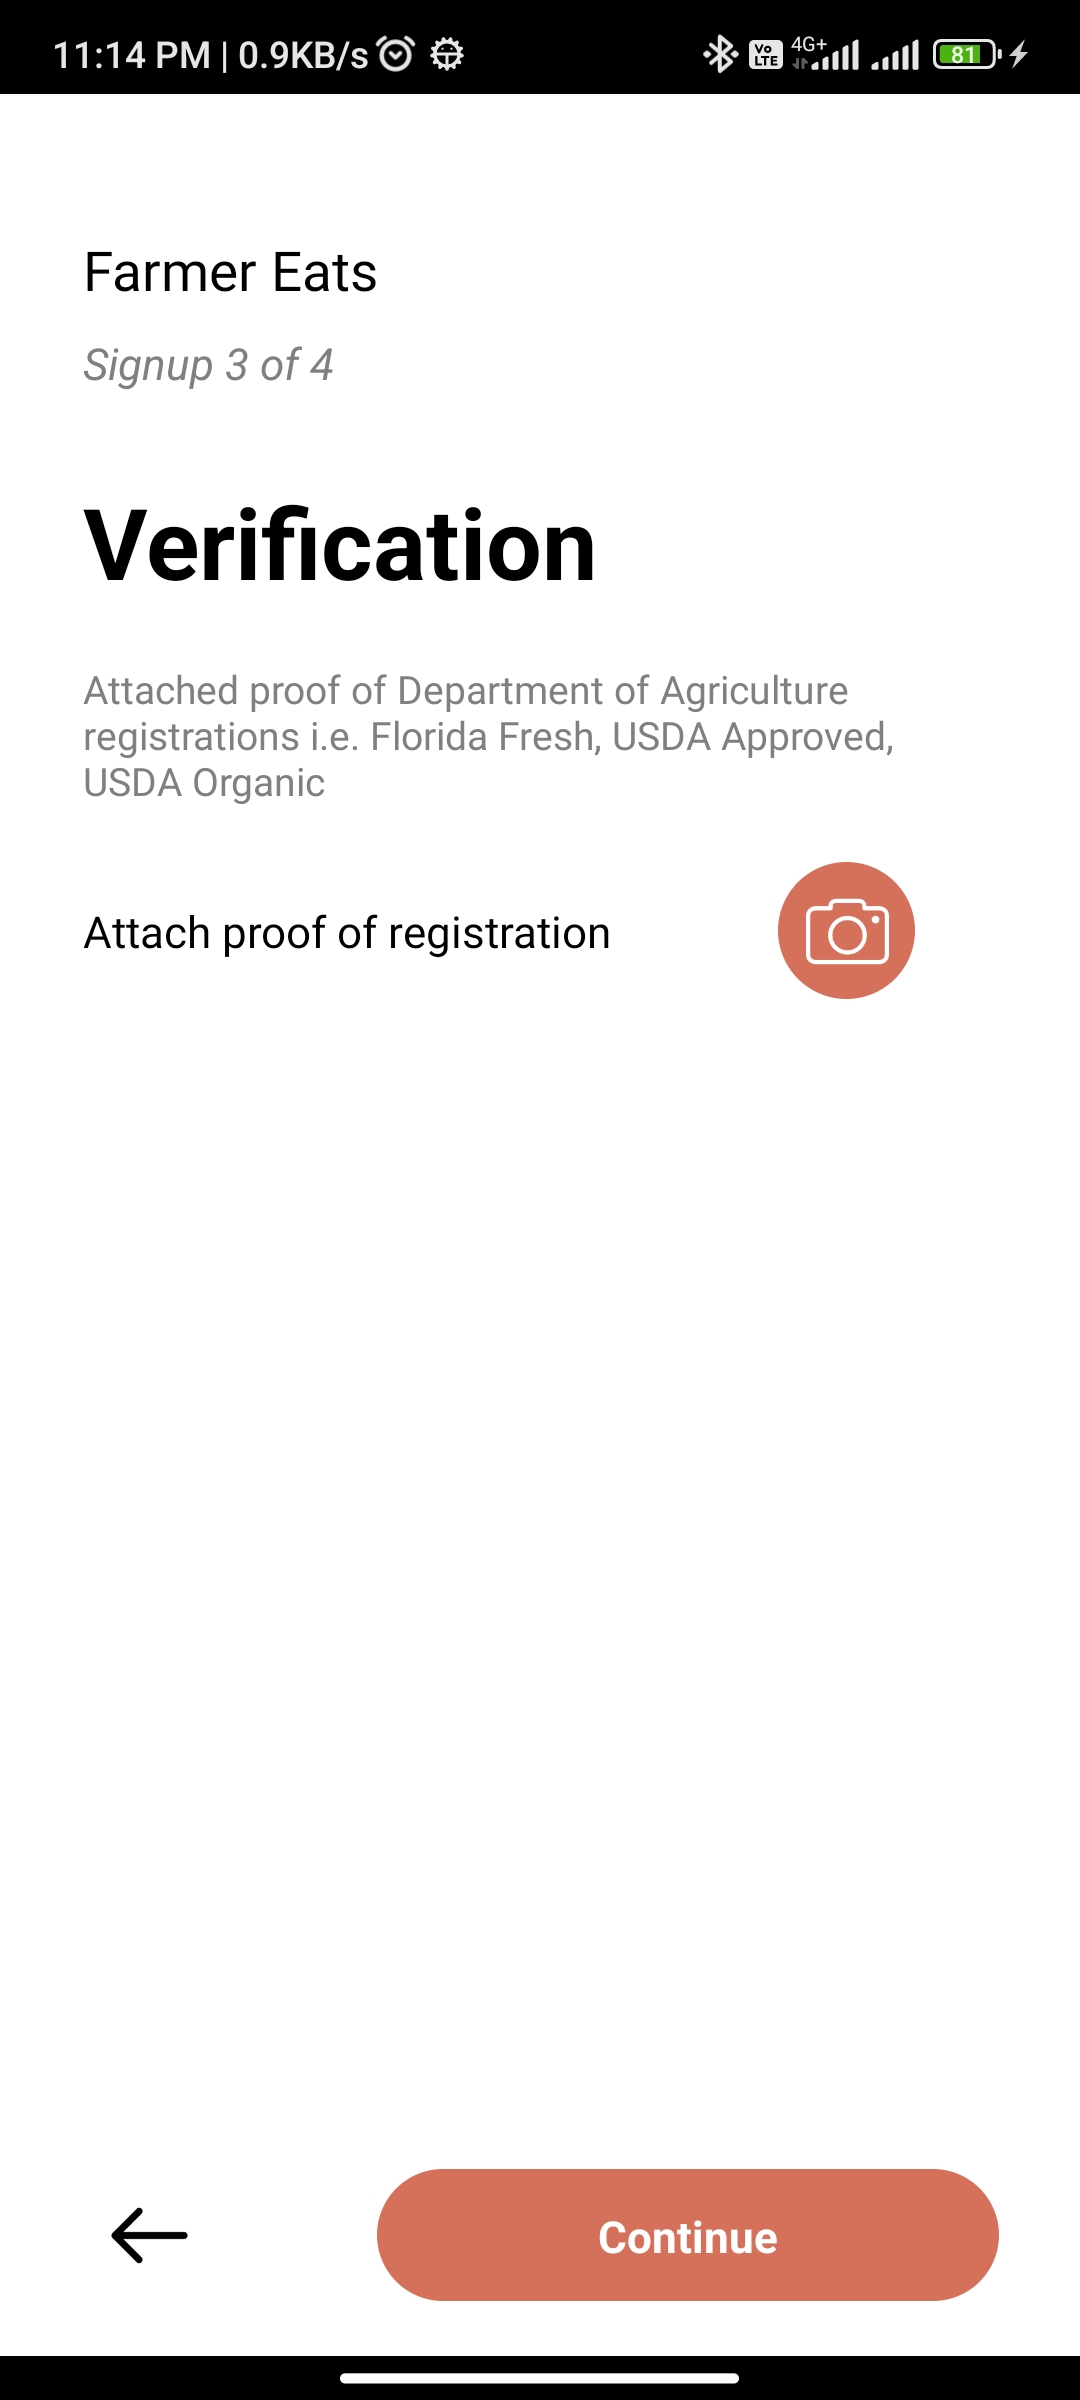 11:14 PM | 0.9KB/s Vo LTE 4G+ 81
Farmer Eats
Signup 3 of 4
Verification
Attached proof of Department of Agriculture
registrations i.e. Florida Fresh, USDA Approved,
USDA Organic
Attach proof of registration
Continue